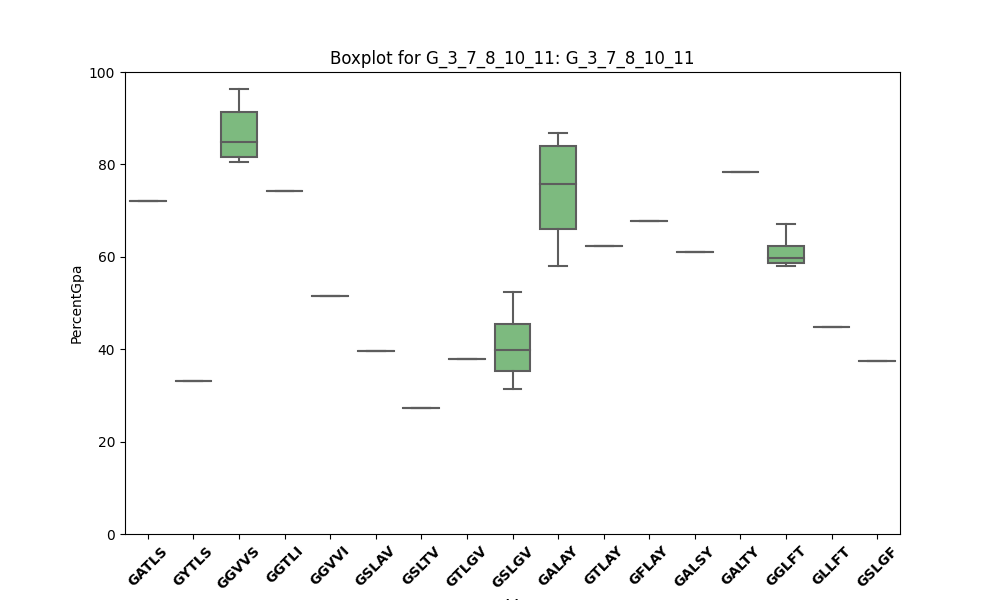 Boxplot for G_3_7_8_10_11: G_3_7_8_10_11
100
80
60
40
20
0
PercentGpa
GATLS
GYTLS
GGVVS
GGTLI
GGVVI
GSLAV
GSLTV
GTLGV
GSLGV
GALAY
GTLAY
GFLAY
GALSY
GALTY
GGLFT
GLLFT
GSLGF